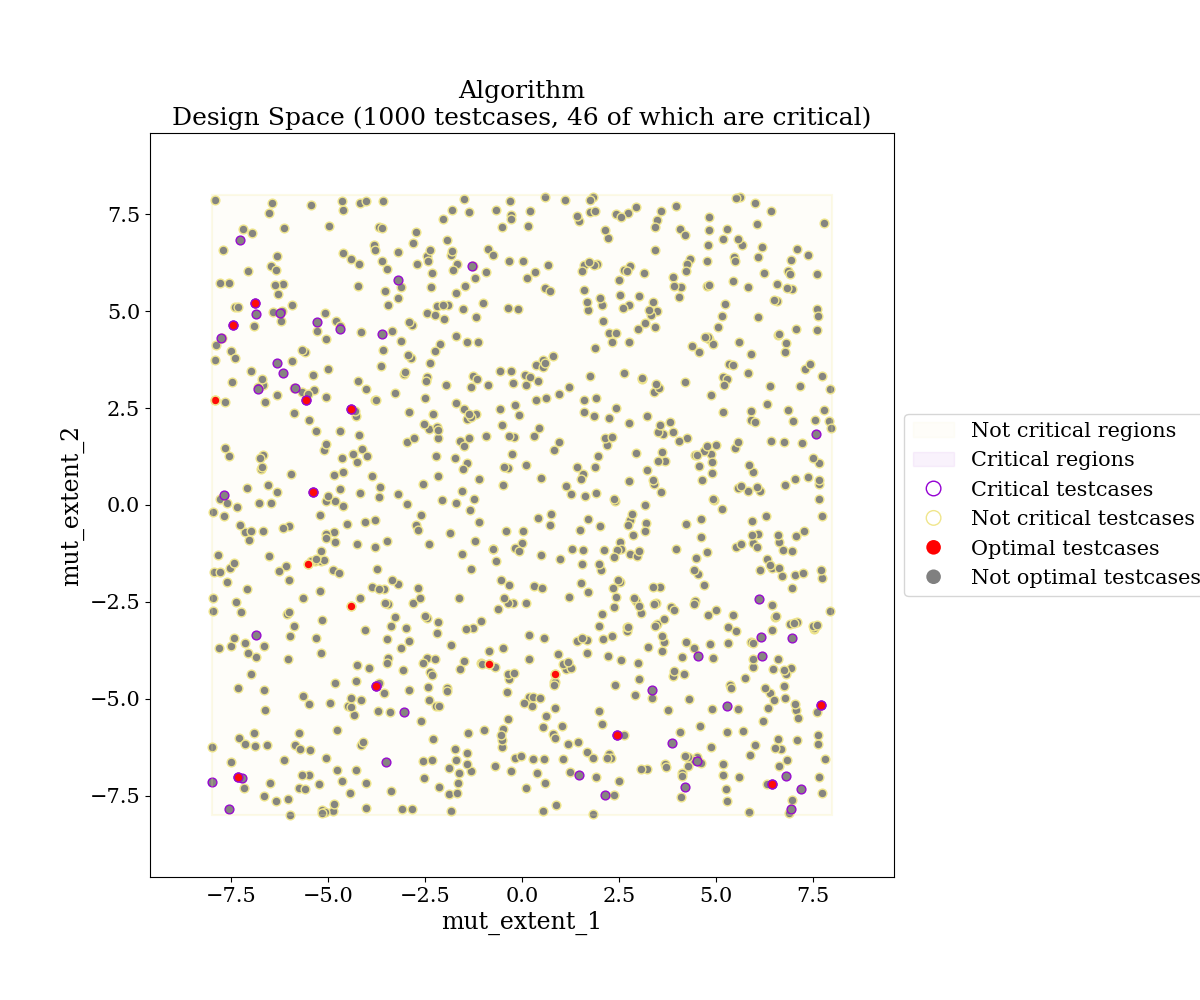 Algorithm
Design Space (1000 testcases, 46 of which are critical)
7.5
5.0
2.5
0.0
−2.5
−5.0
−7.5
mut_extent_2
−7.5 −5.0 −2.5 0.0 2.5 5.0 7.5
mut_extent_1
Not critical regions
Critical regions
Critical testcases
Not critical testcases
Optimal testcases
Not optimal testcases